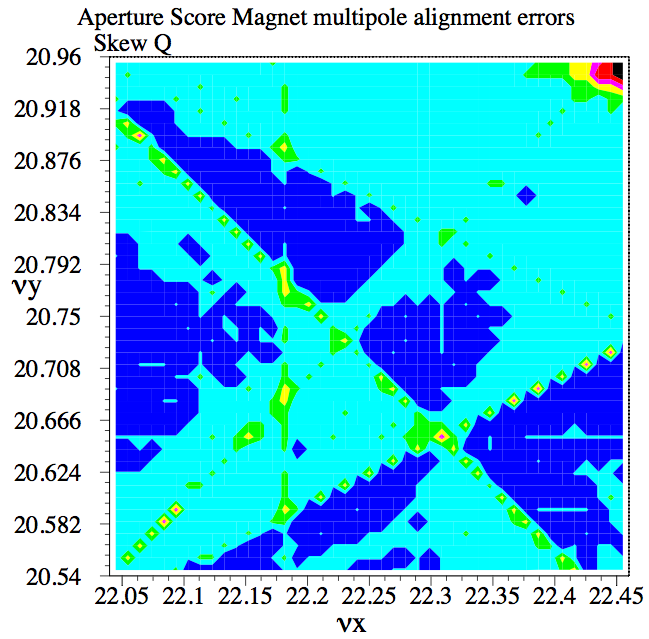 Aperture Score Magnet multipole alignment errors
Skew Q
20.96
20.918
20.876
20.834
20.792
νy
20.75
20.708
20.666
20.624
20.582
20.54
22.05 22.1 22.15 22.2 22.25 22.3 22.35 22.4 22.45
νx